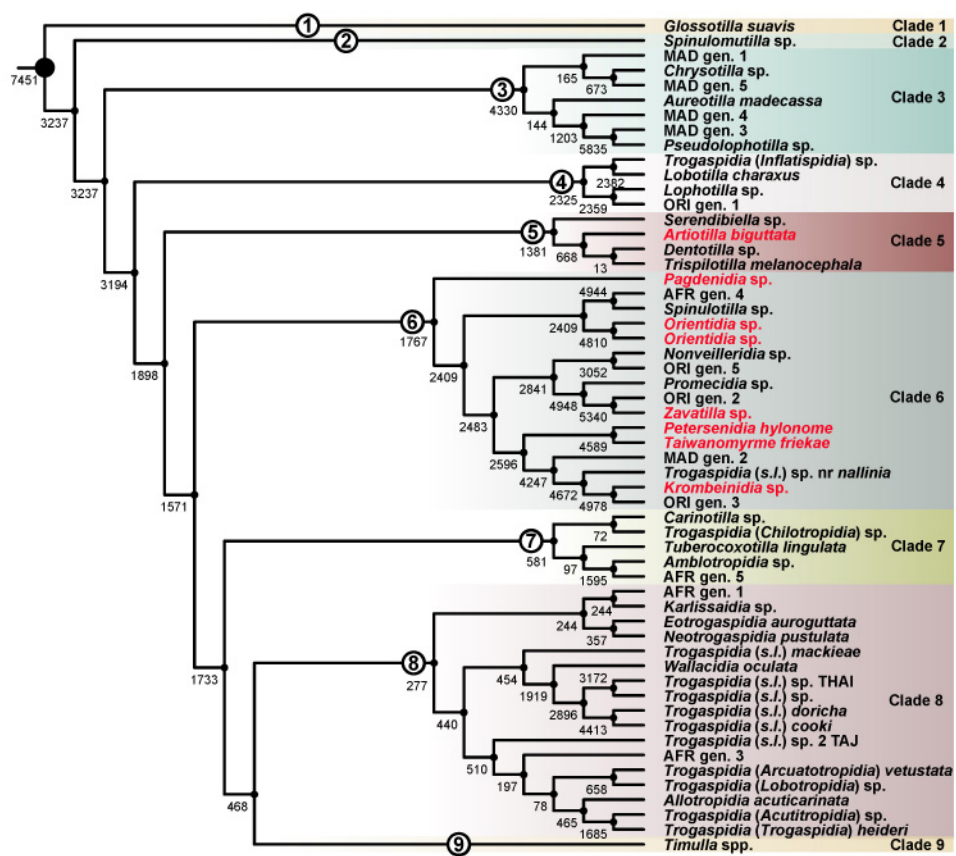 1 Glossotilla suavis Clade 1
2 Spinulomutilla sp. Clade 2
7451
MAD gen. 1
165 Chrysotilla sp.
673 MAD gen. 5
3 Clade 3
4330 Aureotilla madecassa
3237 144 MAD gen. 4
1203 MAD gen. 3
5835 Pseudolophotilla sp.
Trogaspidia (Inflatispidia) sp.
4 2382 Lobotilla charaxus Clade 4
3237 2325 Lophotilla sp.
2359 ORI gen. 1
Serendibiella sp.
5 Artiotilla biguttata Clade 5
1381 668 Dentotilla sp.
13 Trispilotilla melanocephala
3194 Pagdenidia sp.
4944 AFR gen. 4
Spinulotilla sp.
6 2409 Orientidia sp.
1767 4810 Orientidia sp.
1898 2409 Nonveilleridia sp.
3052 ORI gen. 5
2841 Promecidia sp.
4948 ORI gen. 2 Clade 6
5340 Zavatilla sp.
2483 Petersenidia hylonome
4589 Taiwanomyrme friekae
2596 MAD gen. 2
4247 Trogaspidia (s.l.) sp. nr nallinia
4672 Krombeinidia sp.
1571 4978 ORI gen. 3
Carinotilla sp.
72 Trogaspidia (Chilotropidia) sp.
7 Tuberocoxotilla lingulata Clade 7
581 97 Amblotropidia sp.
1595 AFR gen. 5
AFR gen. 1
244 Karlissaidia sp.
244 Eotrogaspidia auroguttata
357 Neotrogaspidia pustulata
8 Trogaspidia (s.l.) mackieae
1733 277 454 Wallacidia oculata
1919 3172 Trogaspidia (s.l.) sp. THAI
2896 Trogaspidia (s.l.) sp. Clade 8
440 Trogaspidia (s.l.) doricha
4413 Trogaspidia (s.l.) cooki
Trogaspidia (s.l.) sp. 2 TAJ
510 AFR gen. 3
197 Trogaspidia (Arcuatotropidia) vetustata
658 Trogaspidia (Lobotropidia) sp.
468 78 Allotropidia acuticarinata
465 Trogaspidia (Acutitropidia) sp.
1685 Trogaspidia (Trogaspidia) heideri
9 Timulla spp. Clade 9